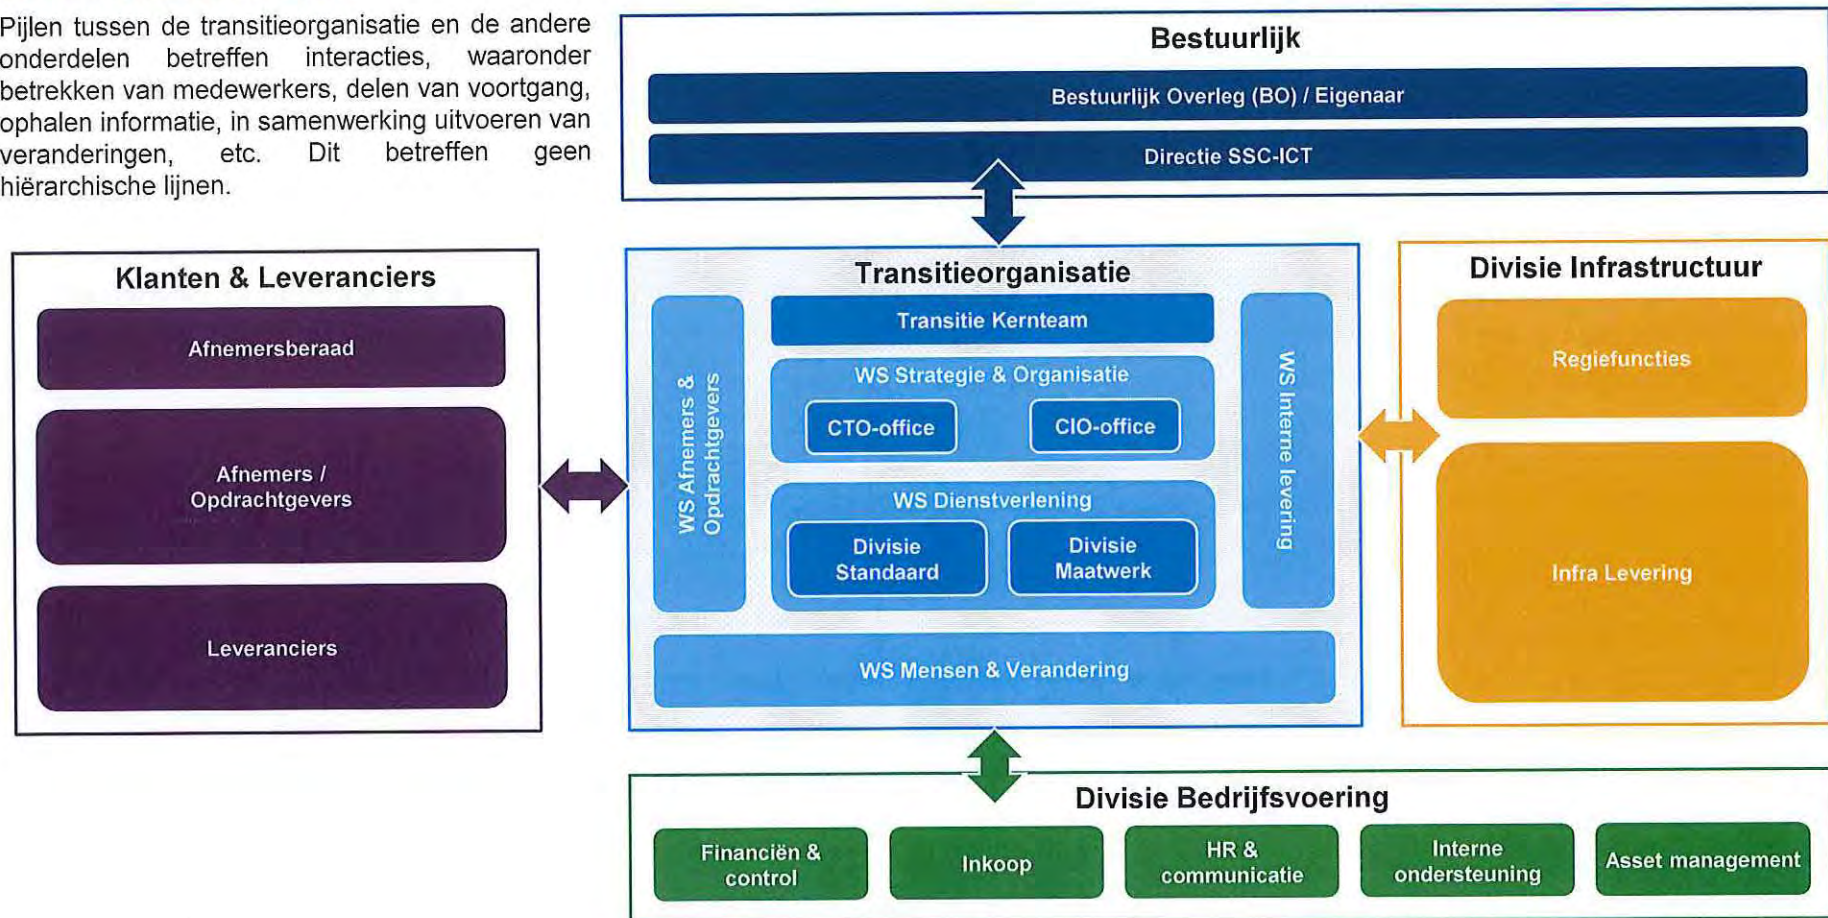 Pijlen tussen de transitieorganisatie en de andere
onderdelen betreffen interacties, waaronder
betrekken van medewerkers, delen van voortgang,
ophalen informatie, in samenwerking uitvoeren van
veranderingen, etc. Dit betreffen geen
hiërarchische lijnen.
Bestuurlijk
Bestuurlijk Overleg (BO) / Eigenaar
Directie SSC-ICT
Klanten & Leveranciers
Afnemersberaad
Afnemers /
Opdrachtgevers
Leveranciers
Transitieorganisatie
WS Afnemers &
Opdrachtgevers
Transitie Kernteam
WS Strategie & Organisatie
CTO-office
CIO-office
WS Dienstverlening
Divisie
Standaard
Divisie
Maatwerk
WS Interne levering
WS Mensen & Verandering
Divisie Infrastructuur
Regiefuncties
Infra Levering
Divisie Bedrijfsvoering
Financiën &
control
Inkoop
HR &
communicatie
Interne
ondersteuning
Asset management